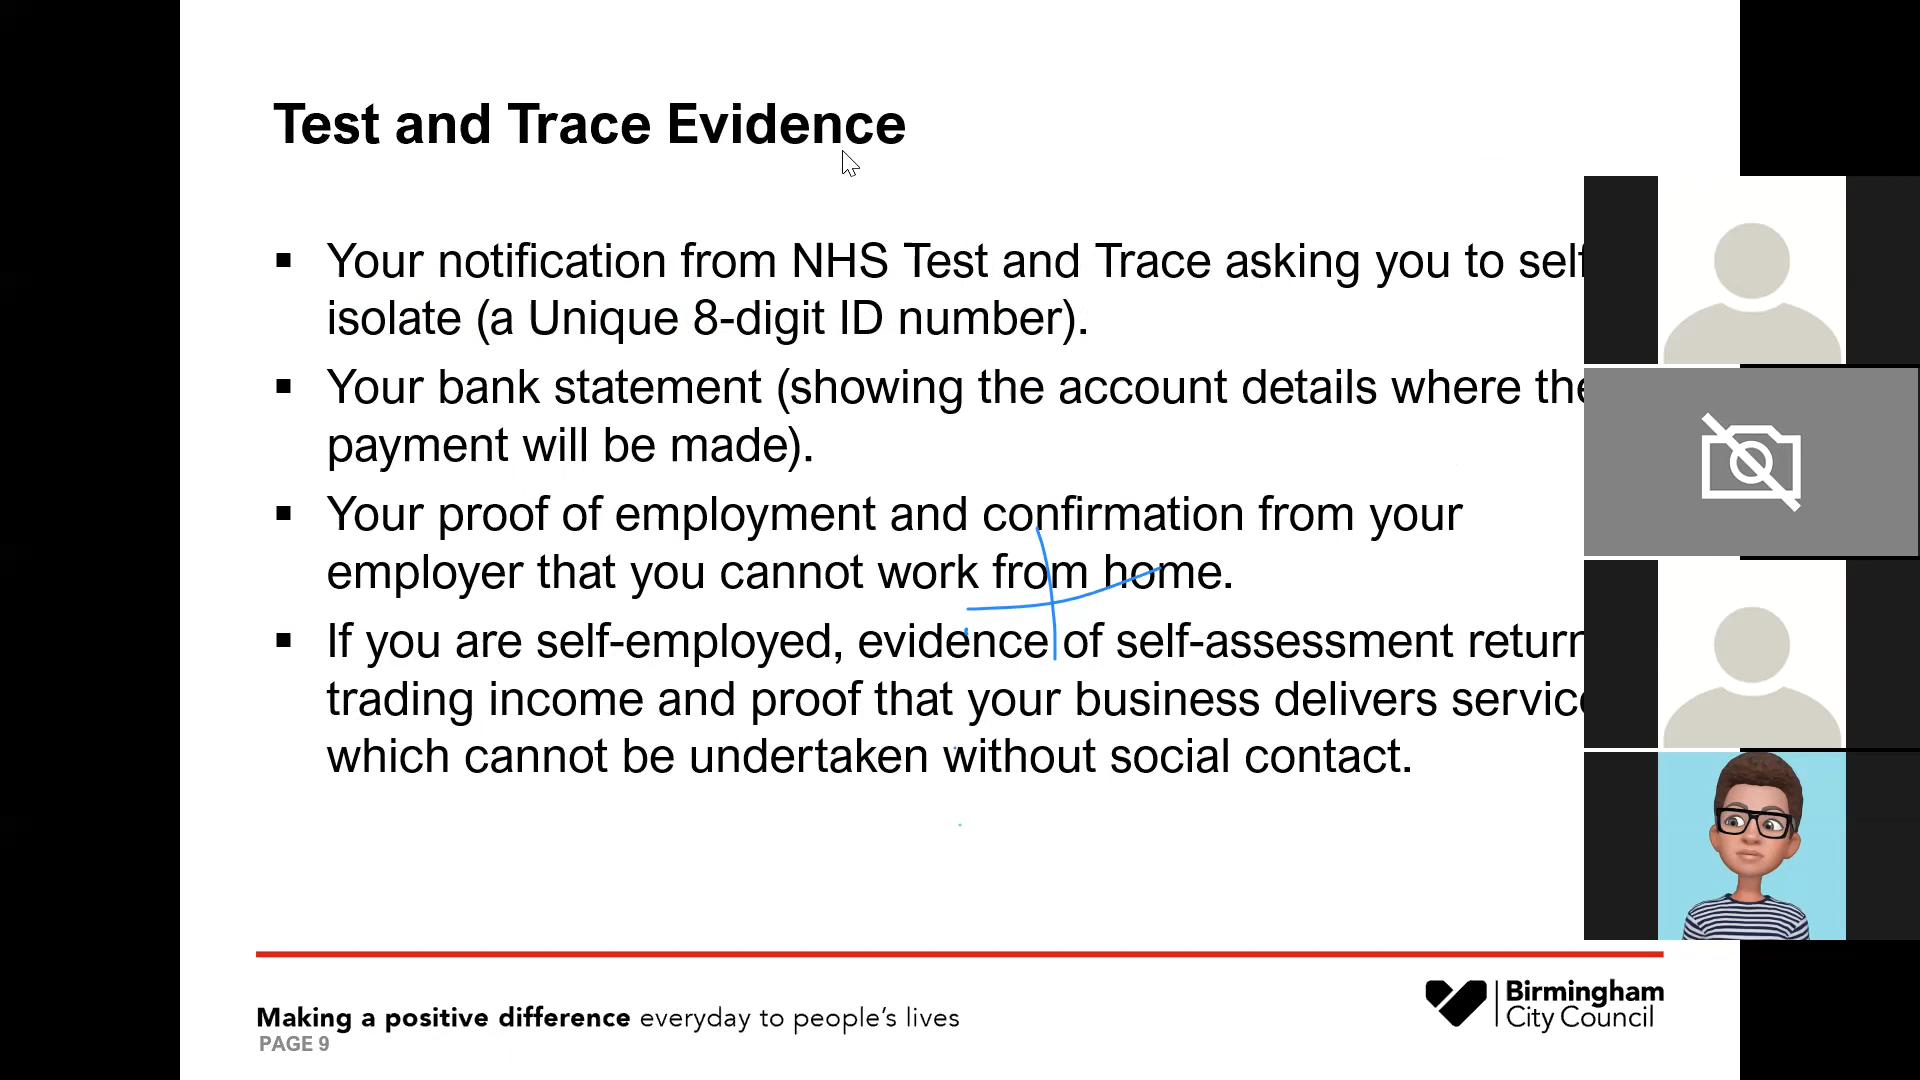 Test and Trace Evidence
▪ Your notification from NHS Test and Trace asking you to self
isolate (a Unique 8-digit ID number).
▪ Your bank statement (showing the account details where the
payment will be made).
▪ Your proof of employment and confirmation from your
employer that you cannot work from home.
▪ If you are self-employed, evidence of self-assessment return
trading income and proof that your business delivers
which cannot be undertaken without social contact.
Making a positive difference everyday to people's lives
PAGE 9
Birmingham
City Council